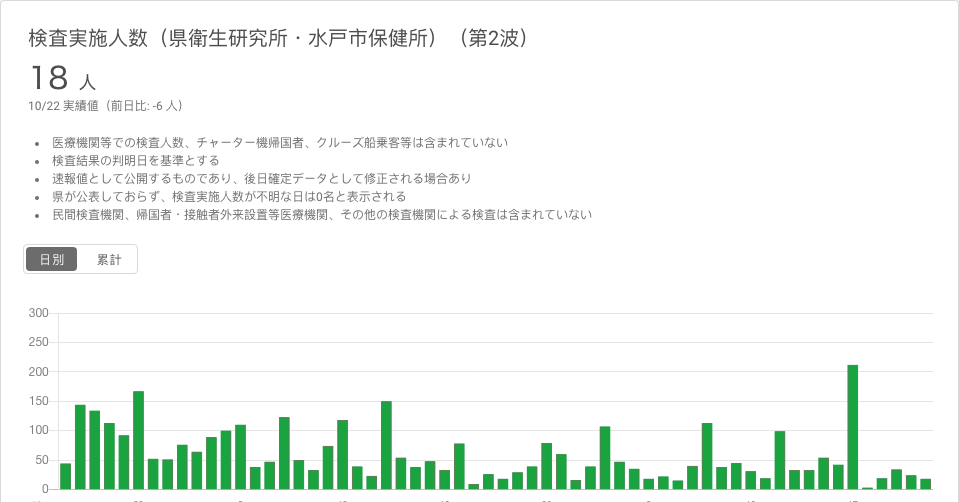 検査実施人数（県衛生研究所・水戸市保健所）（第2波）
18 人
10/22 実績値（前日比: -6 人）
• 医療機関等での検査人数、チャーター機帰国者、クルーズ船乗客等は含まれていない
• 検査結果の判明日を基準とする
• 速報値として公開するものであり、後日確定データとして修正される場合あり
• 県が公表しておらず、検査実施人数が不明な日は0名と表示される
• 民間検査機関、帰国者・接触者外来設置等医療機関、その他の検査機関による検査は含まれていない
日別 累計
300
250
200
150
100
50
0